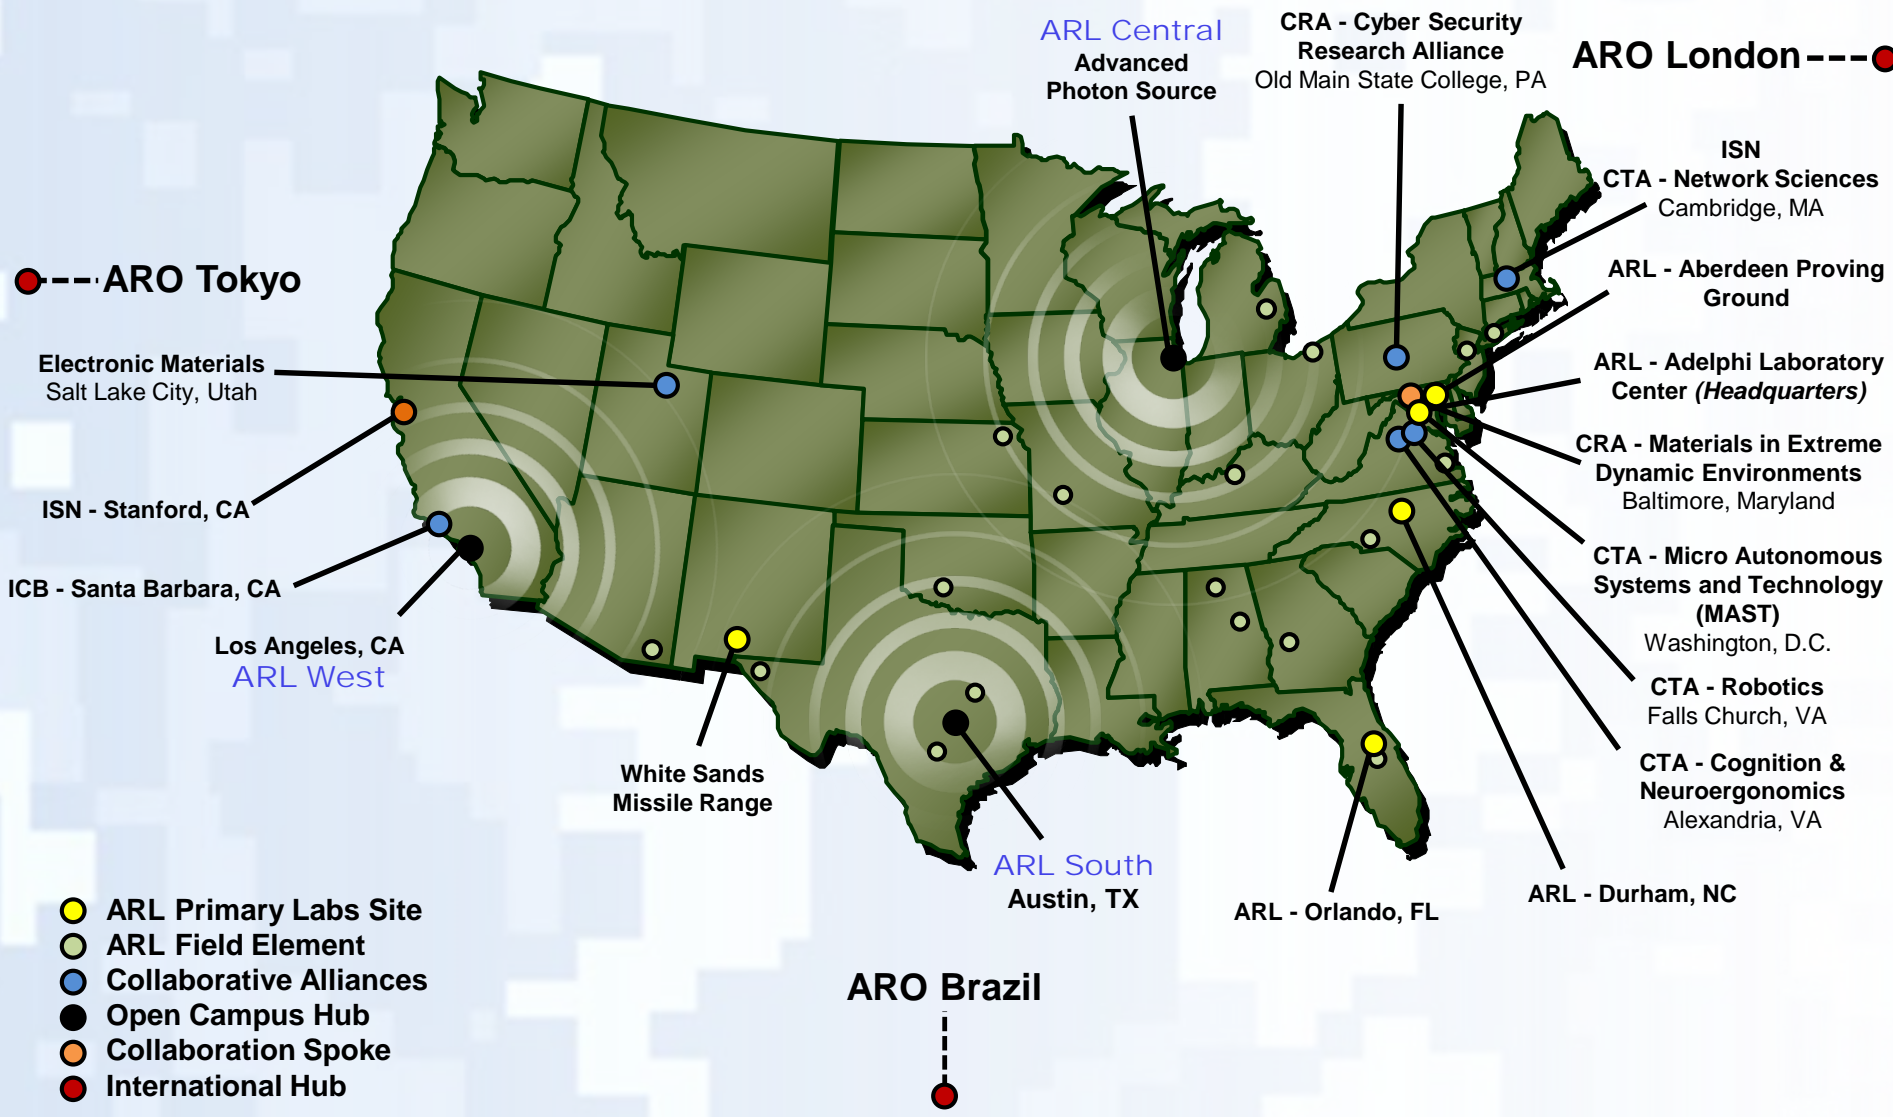 ARL Central
Advanced
Photon Source
CRA - Cyber Security
Research Alliance
Old Main State College, PA
ARO London
ISN
CTA - Network Sciences
Cambridge, MA
ARL - Aberdeen Proving
Ground
ARL - Adelphi Laboratory
Center (Headquarters)
CRA - Materials in Extreme
Dynamic Environments
Baltimore, Maryland
CTA - Micro Autonomous
Systems and Technology
(MAST)
Washington, D.C.
CTA - Robotics
Falls Church, VA
CTA - Cognition &
Neuroergonomics
Alexandria, VA
ARL - Durham, NC
ARL - Orlando, FL
ARO Tokyo
Electronic Materials
Salt Lake City, Utah
ISN - Stanford, CA
ICB - Santa Barbara, CA
Los Angeles, CA
ARL West
White Sands
Missile Range
ARL South
Austin, TX
ARO Brazil
ARL Primary Labs Site
ARL Field Element
Collaborative Alliances
Open Campus Hub
Collaboration Spoke
International Hub